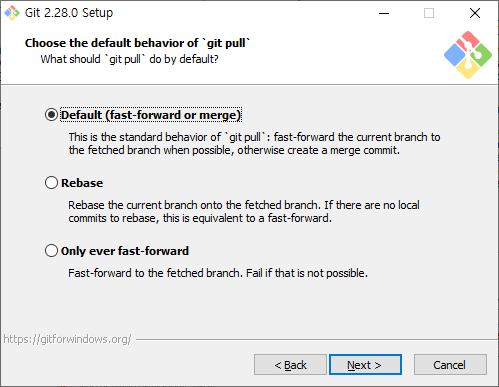 Git 2.28.0 Setup
Choose the default behavior of `git pull`
What should `git pull` do by default?
Default (fast-forward or merge)
This is the standard behavior of `git pull`: fast-forward the current branch to
the fetched branch when possible, otherwise create a merge commit.
Rebase
Rebase the current branch onto the fetched branch. If there are no local
commits to rebase, this is equivalent to a fast-forward.
Only ever fast-forward
Fast-forward to the fetched branch. Fail if that is not possible.
https://gitforwindows.org/
< Back
Next >
Cancel